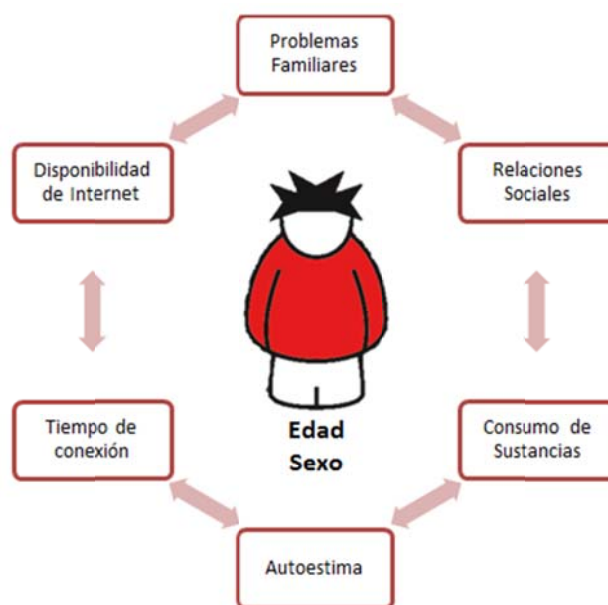 Problemas
Familiares
Disponibilidad
de Internet
Relaciones
Sociales
Tiempo de
conexión
Edad
Sexo
Consumo de
Sustancias
Autoestima